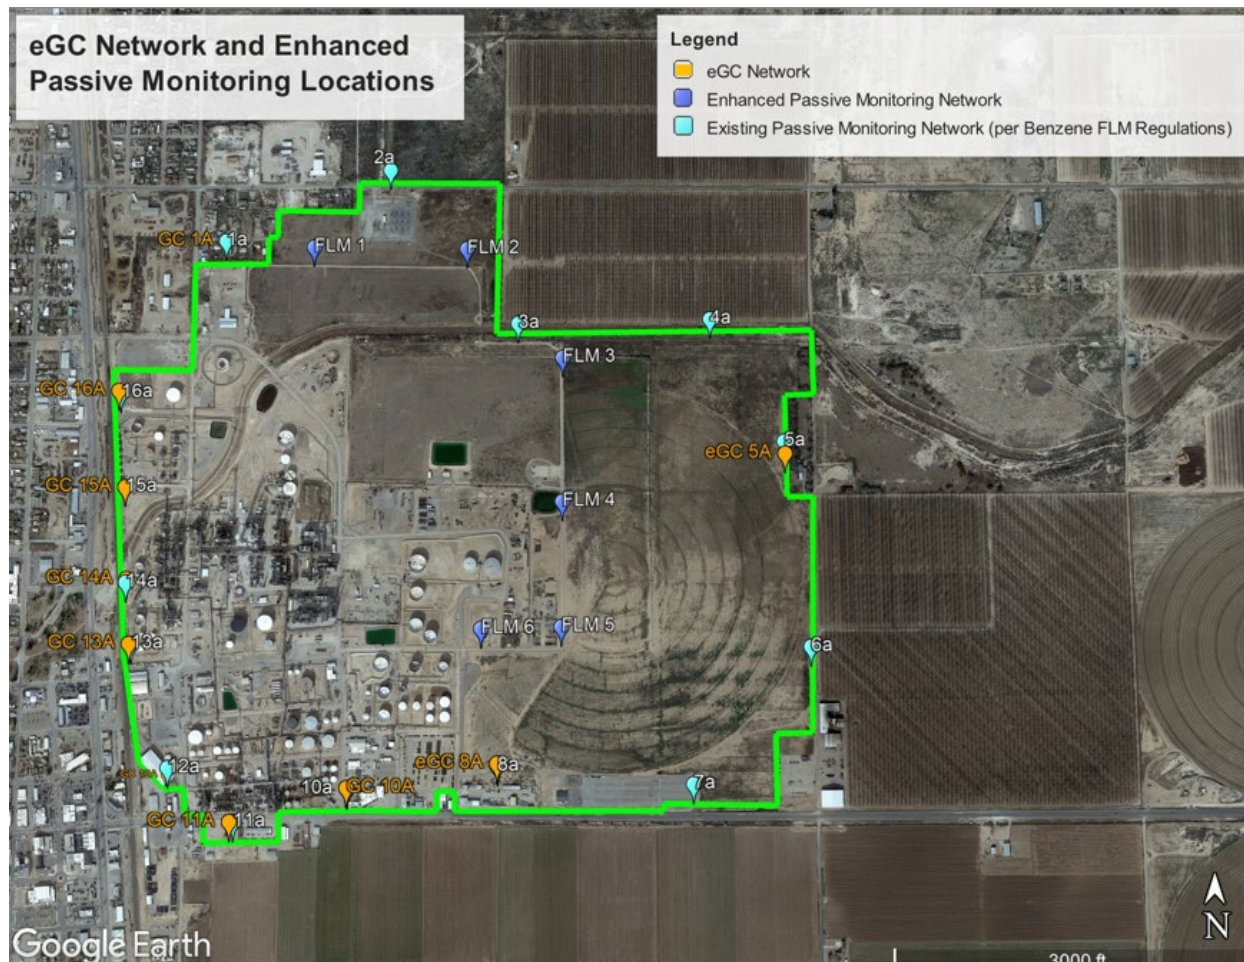 eGC Network and Enhanced
Passive Monitoring Locations
Legend
eGC Network
Enhanced Passive Monitoring Network
Existing Passive Monitoring Network (per Benzene FLM Regulations)
2a
GC 1A 1a
FLM 1
FLM 2
3a
4a
FLM 3
GC 16A 16a
5a
eGC 5A
GC 15A 15a
FLM 4
GC 14A 14a
FLM 6
FLM 5
GC 13A 13a
6a
12a
eGC 8A 8a
10a GC 10A
7a
GC 11A 11a
N
Google Earth
3000 ft